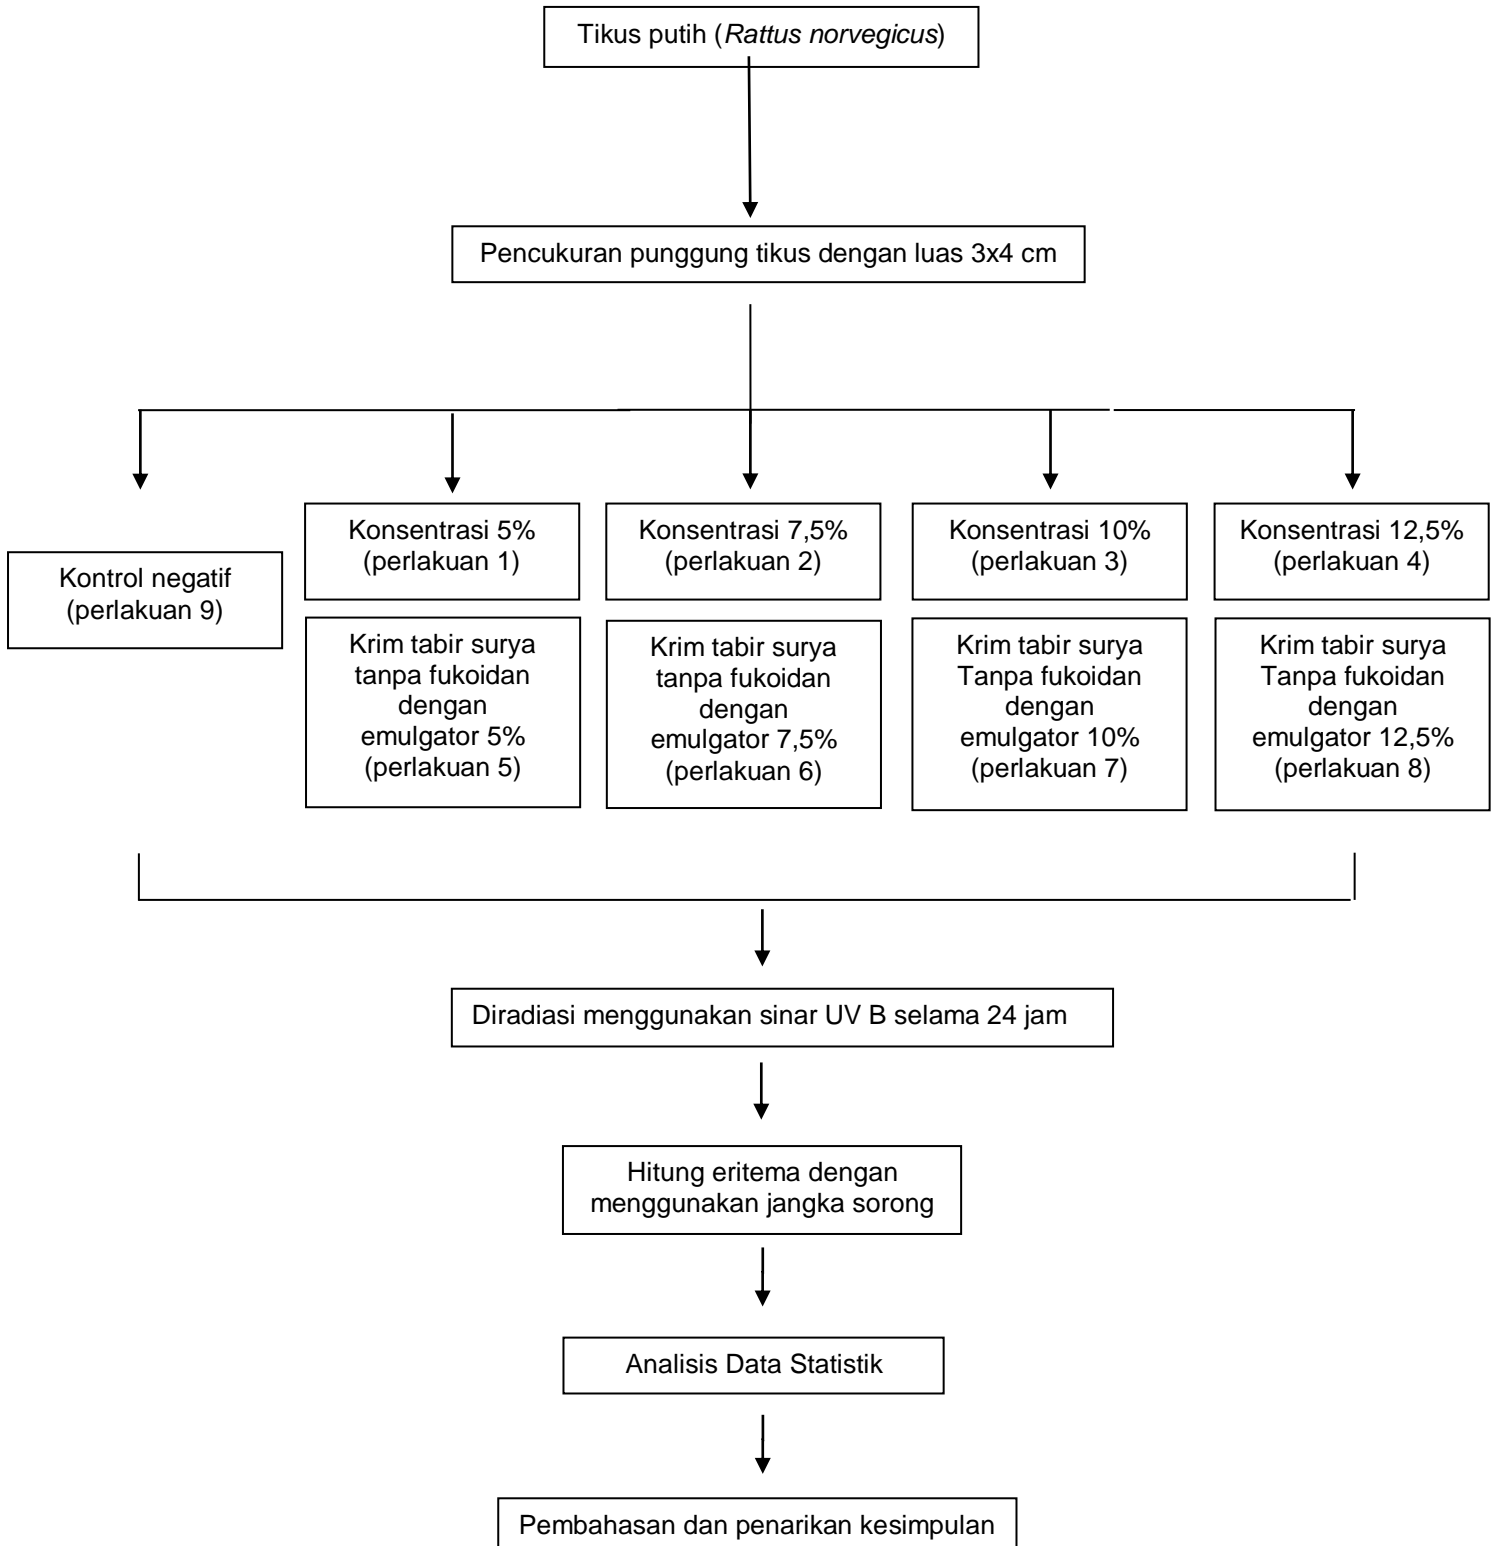 Tikus putih (Rattus norvegicus)
Pencukuran punggung tikus dengan luas 3x4 cm
Kontrol negatif
(perlakuan 9)
Konsentrasi 5%
(perlakuan 1)
Konsentrasi 7,5%
(perlakuan 2)
Konsentrasi 10%
(perlakuan 3)
Konsentrasi 12,5%
(perlakuan 4)
Krim tabir surya
tanpa fukoidan
dengan
emulgator 5%
(perlakuan 5)
Krim tabir surya
tanpa fukoidan
dengan
emulgator 7,5%
(perlakuan 6)
Krim tabir surya
Tanpa fukoidan
dengan
emulgator 10%
(perlakuan 7)
Krim tabir surya
Tanpa fukoidan
dengan
emulgator 12,5%
(perlakuan 8)
Diradiasi menggunakan sinar UV B selama 24 jam
Hitung eritema dengan
menggunakan jangka sorong
Analisis Data Statistik
Pembahasan dan penarikan kesimpulan